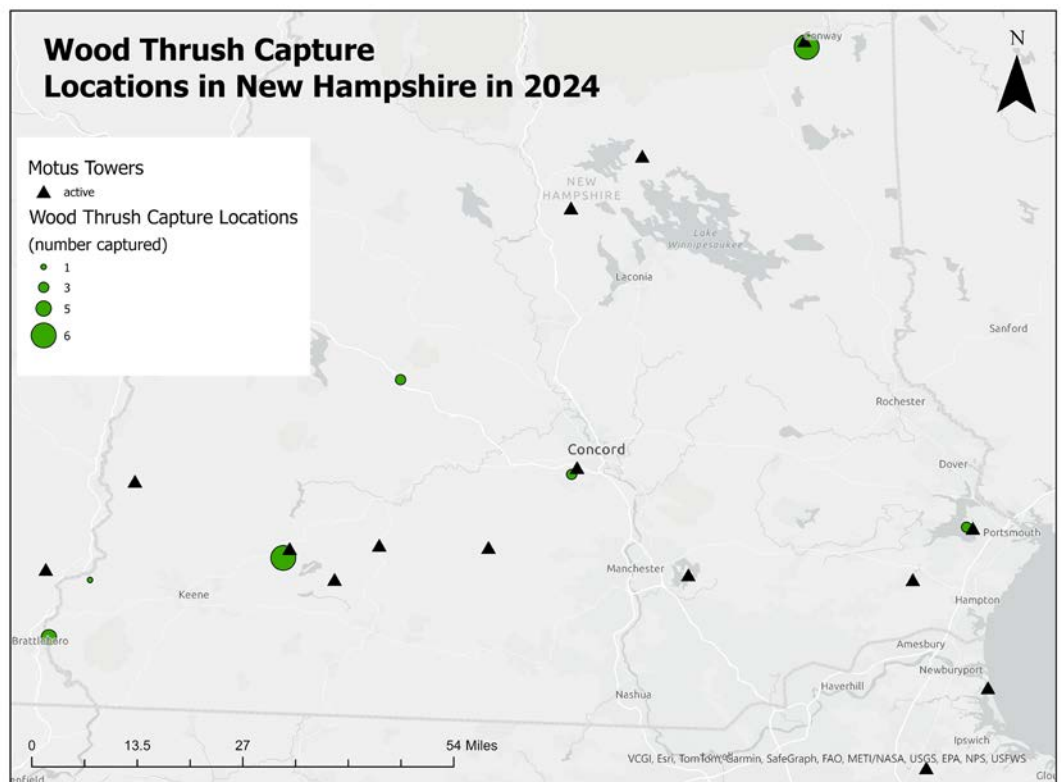 Wood Thrush Capture
Locations in New Hampshire in 2024
N
Conway
Motus Towers
active
Wood Thrush Capture Locations
(number captured)
1
3
5
6
NEW
HAMPSHIRE
Lake
Winnipesaukee
Laconia
Sanford
Rochester
Concord
Dover
Portsmouth
Manchester
Keene
Hampton
Brattleboro
Amesbury
Newburyport
Haverhill
Nashua
Ipswich
0 13.5 27 54 Miles
VCGI, Esri, TomTom, Garmin, SafeGraph, FAO, METI/NASA, USGS, EPA, NPS, USFWS
enfield